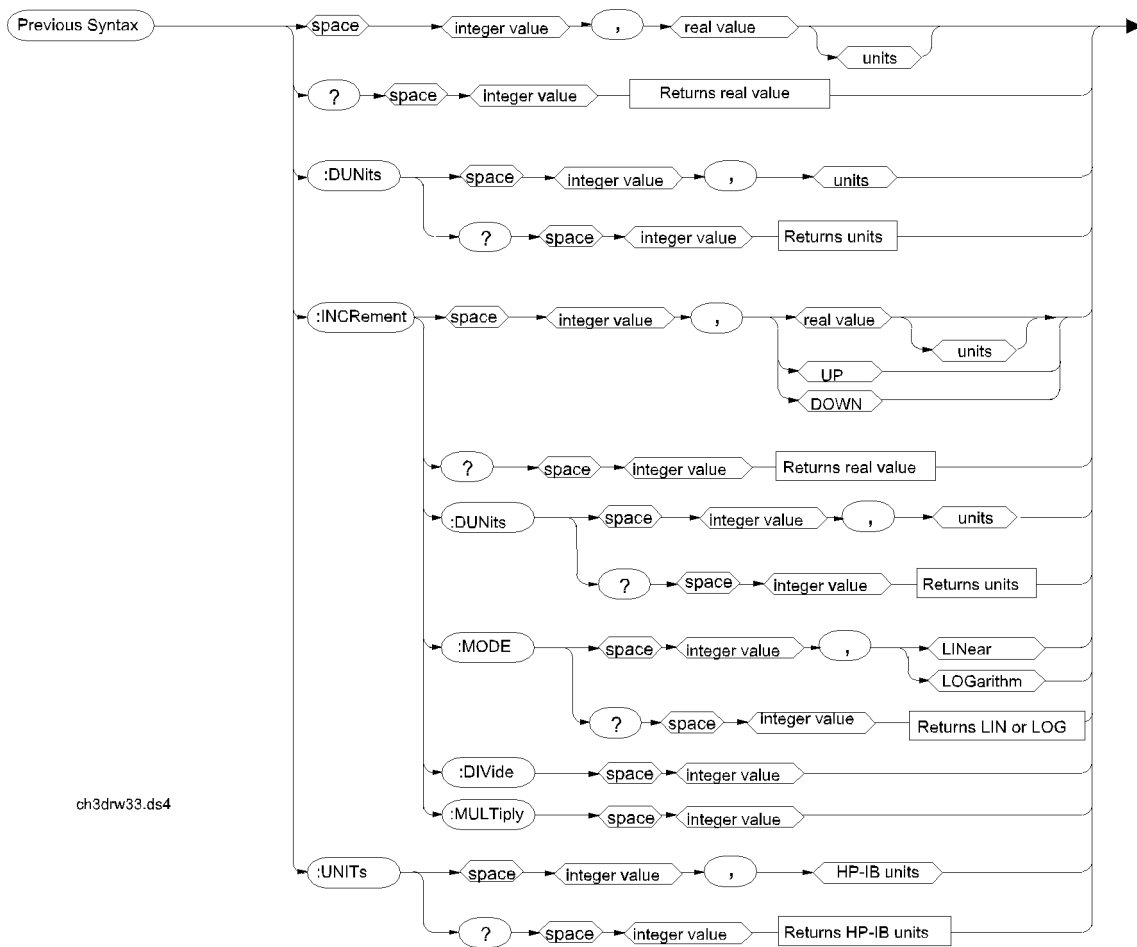 Previous Syntax space integer value , real value
units
? space integer value Returns real value
:DUNits space integer value , units
? space integer value Returns units
:INCRement space integer value , real value
units
UP
DOWN
? space integer value Returns real value
:DUNits space integer value , units
? space integer value Returns units
:MODE space integer value , LINear
LOGarithm
? space integer value Returns LIN or LOG
:DIVide space integer value
ch3drw33.ds4
:MULTiply space integer value
:UNITs space integer value , HP-IB units
? space integer value Returns HP-IB units